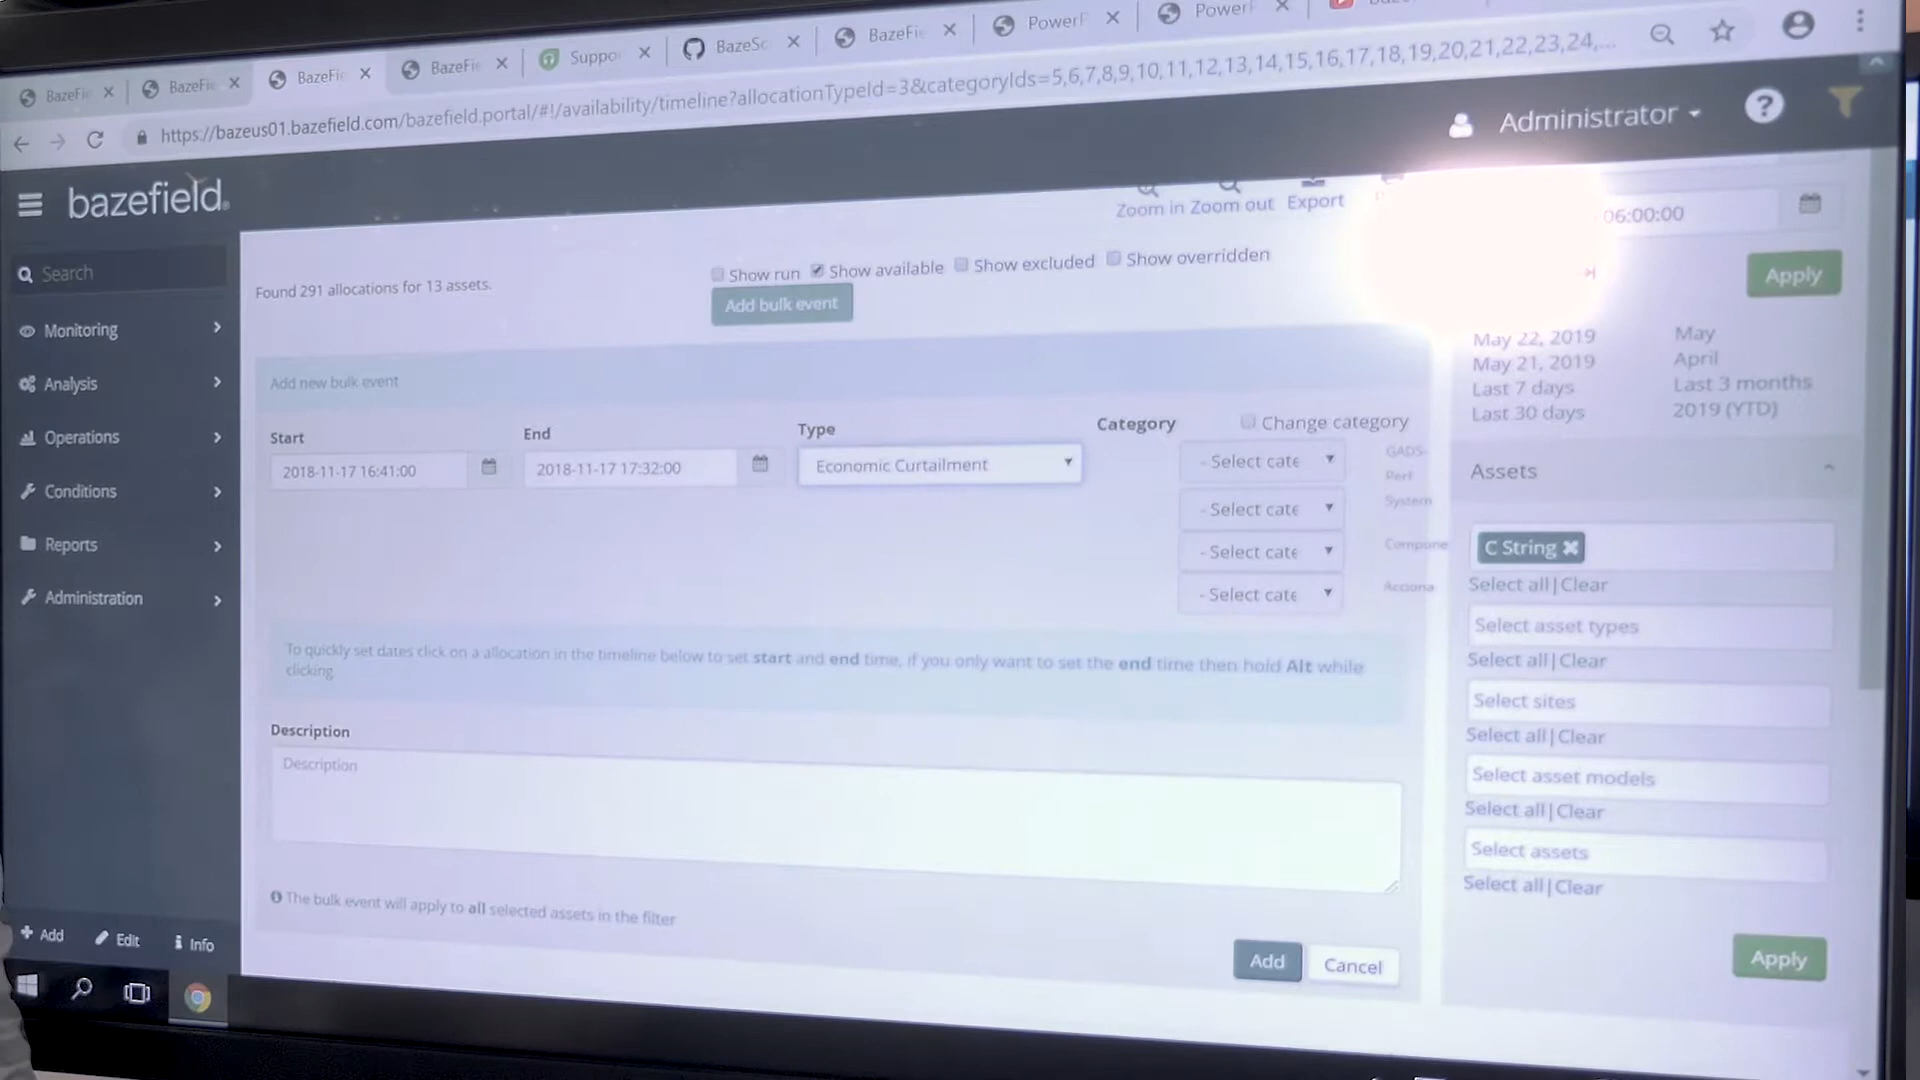 BazeFie
BazeFie
BazeFie
BazeFie
Suppo
BazeSc
BazeFie
PowerF
PowerF
https://bazeus01.bazefield.com/bazefield.portal/#!/availability/timeline?allocationTypeId=3&categoryIds=5,6,7,8,9,10,11,12,13,14,15,16,17,18,19,20,21,22,23,24,...
Administrator
bazefield
Search
Monitoring
Analysis
Operations
Conditions
Reports
Administration
+ Add Edit Info
Zoom in Zoom out Export
Found 291 allocations for 13 assets.
Show run Show available Show excluded Show overridden
Add bulk event
Add new bulk event
Start End Type Category Change category
2018-11-17 16:41:00 2018-11-17 17:32:00 Economic Curtailment
- Select cate GADS-
Perf
- Select cate System
- Select cate Compone
- Select cate Acciona
To quickly set dates click on a allocation in the timeline below to set start and end time, if you only want to set the end time then hold Alt while
clicking
Description
Description
The bulk event will apply to all selected assets in the filter
Add Cancel
06:00:00
Apply
May 22, 2019 May
May 21, 2019 April
Last 7 days Last 3 months
Last 30 days 2019 (YTD)
Assets
C String
Select all|Clear
Select asset types
Select all|Clear
Select sites
Select all|Clear
Select asset models
Select all|Clear
Select assets
Select all|Clear
Apply